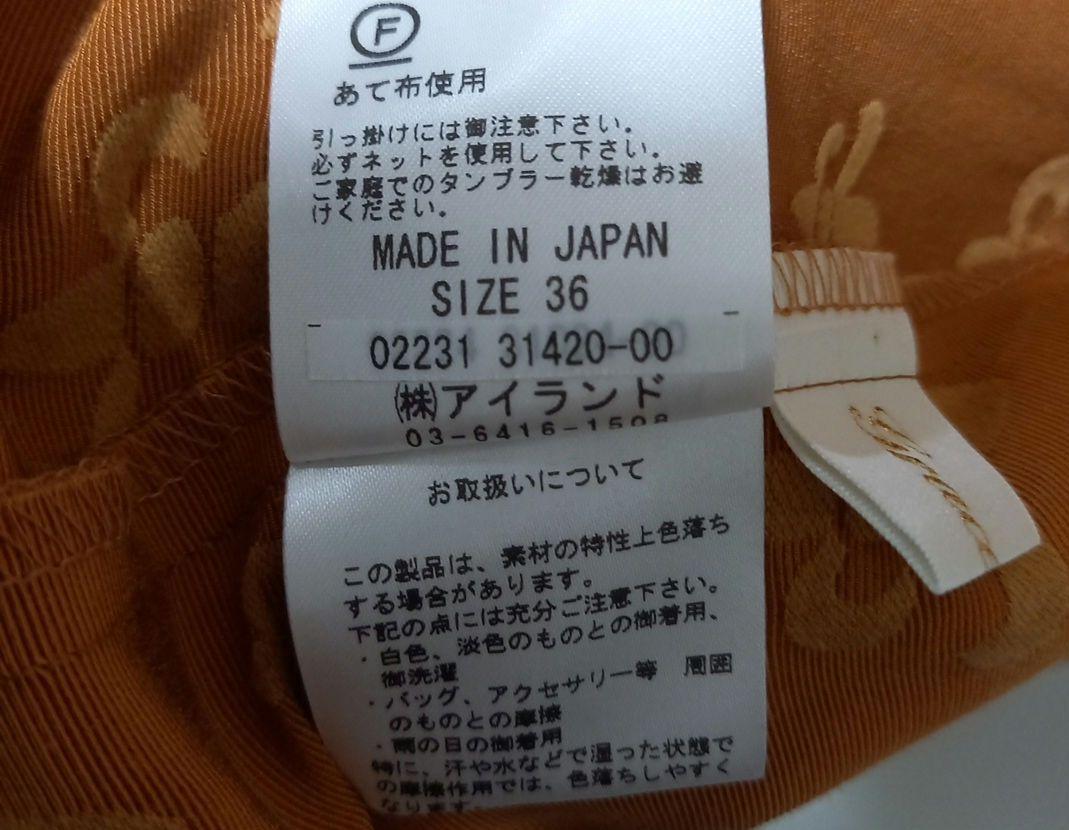 F
あて布使用
引っ掛けには御注意下さい。
必ずネットを使用して下さい。
ご家庭でのタンブラー乾燥はお避
けください。
MADE IN JAPAN
SIZE 36
02231 31420-00
㈱アイランド
03-6416-1508
お取扱いについて
この製品は、素材の特性上色落ち
する場合があります。
下記の点には充分ご注意下さい。
・白色、淡色のものとの御着用、
御洗濯
・バッグ、アクセサリー等 周囲
のものとの摩擦
・雨の日の御着用
特に、汗や水などで湿った状態で
の摩擦作用では、色落ちしやすく
なります。